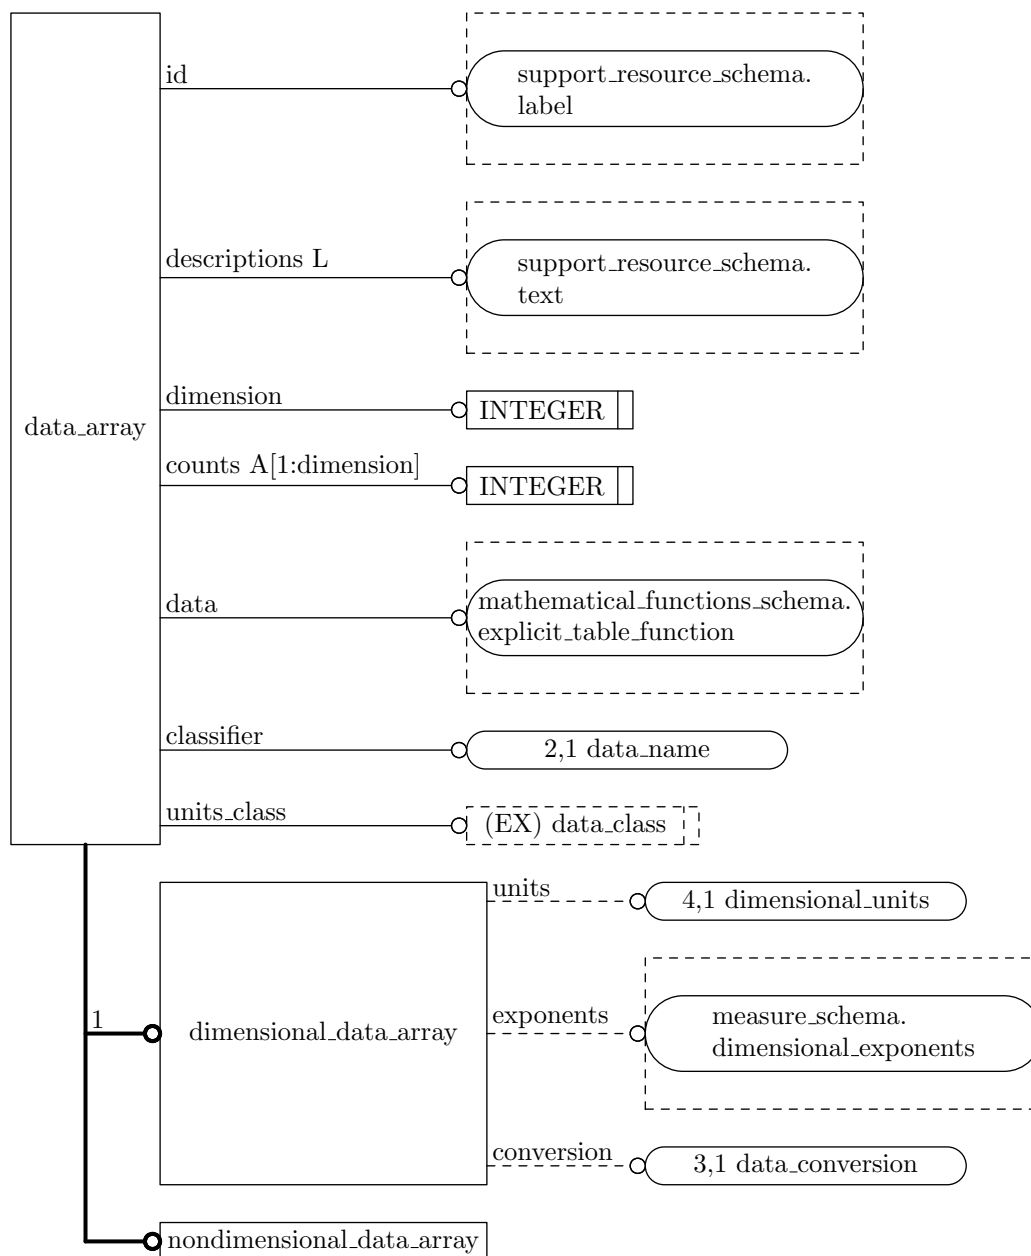 id
support_resource_schema.
label
descriptions L
support_resource_schema.
text
dimension
INTEGER
data_array
counts A[1:dimension]
INTEGER
data
mathematical_functions_schema.
explicit_table_function
classifier
2,1 data_name
units_class
(EX) data_class
units
4,1 dimensional_units
1
dimensional_data_array
exponents
measure_schema.
dimensional_exponents
conversion
3,1 data_conversion
nondimensional_data_array